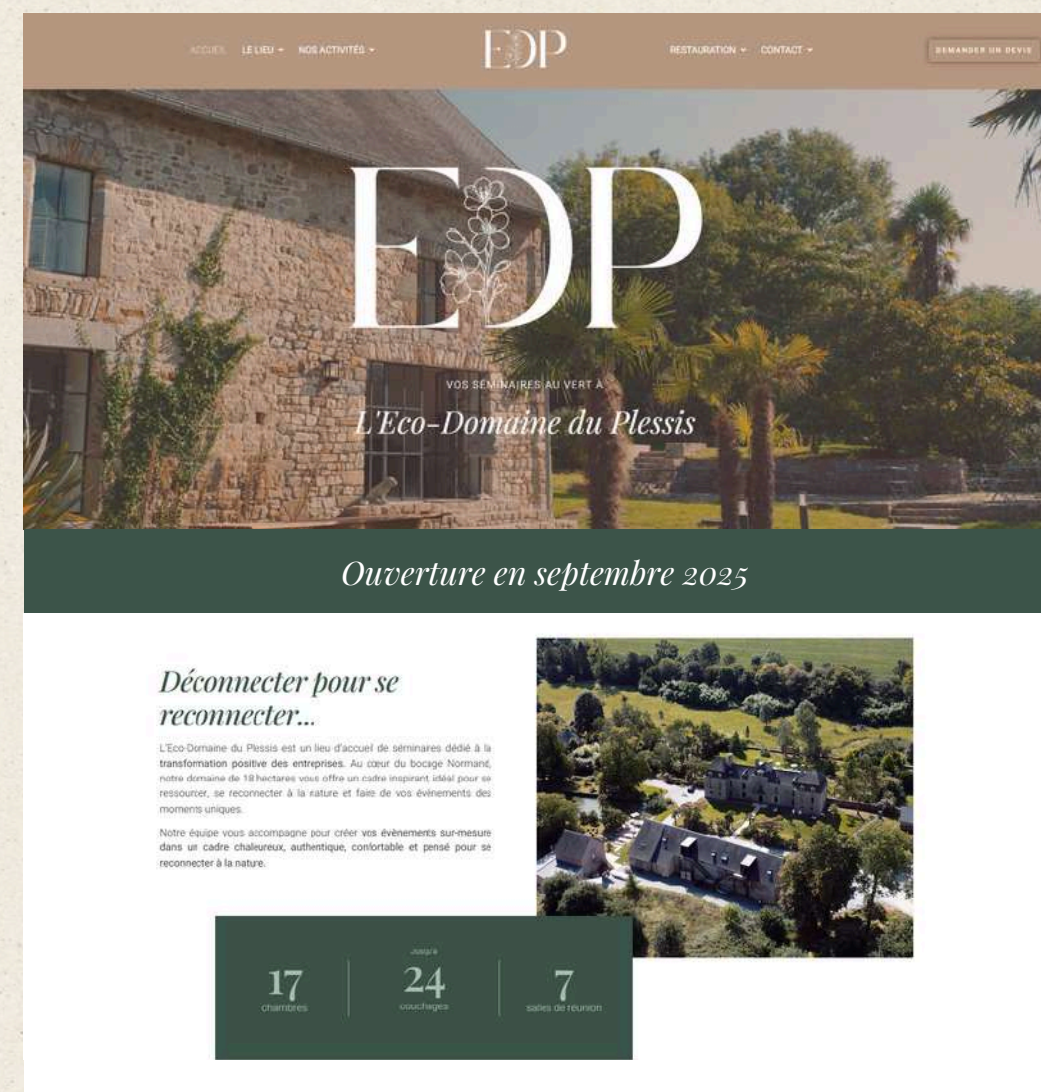 ACCUEIL LE LIEU NOS ACTIVITÉS EDP RESTAURATION CONTACT DEMANDER UN DEVIS
EDP
VOS SÉMINAIRES AU VERT À
L'Eco-Domaine du Plessis
Ouverture en septembre 2025
Déconnecter pour se
reconnecter...
L'Eco-Domaine du Plessis est un lieu d'accueil de séminaires dédié à la
transformation positive des entreprises. Au cœur du bocage Normand,
notre domaine de 18 hectares vous offre un cadre inspirant idéal pour se
ressourcer, se reconnecter à la nature et faire de vos évènements des
moments uniques.
Notre équipe vous accompagne pour créer vos évènements sur-mesure
dans un cadre chaleureux, authentique, confortable et pensé pour se
reconnecter à la nature.
Jusqu'à
17 24 7
chambres couchages salles de réunion